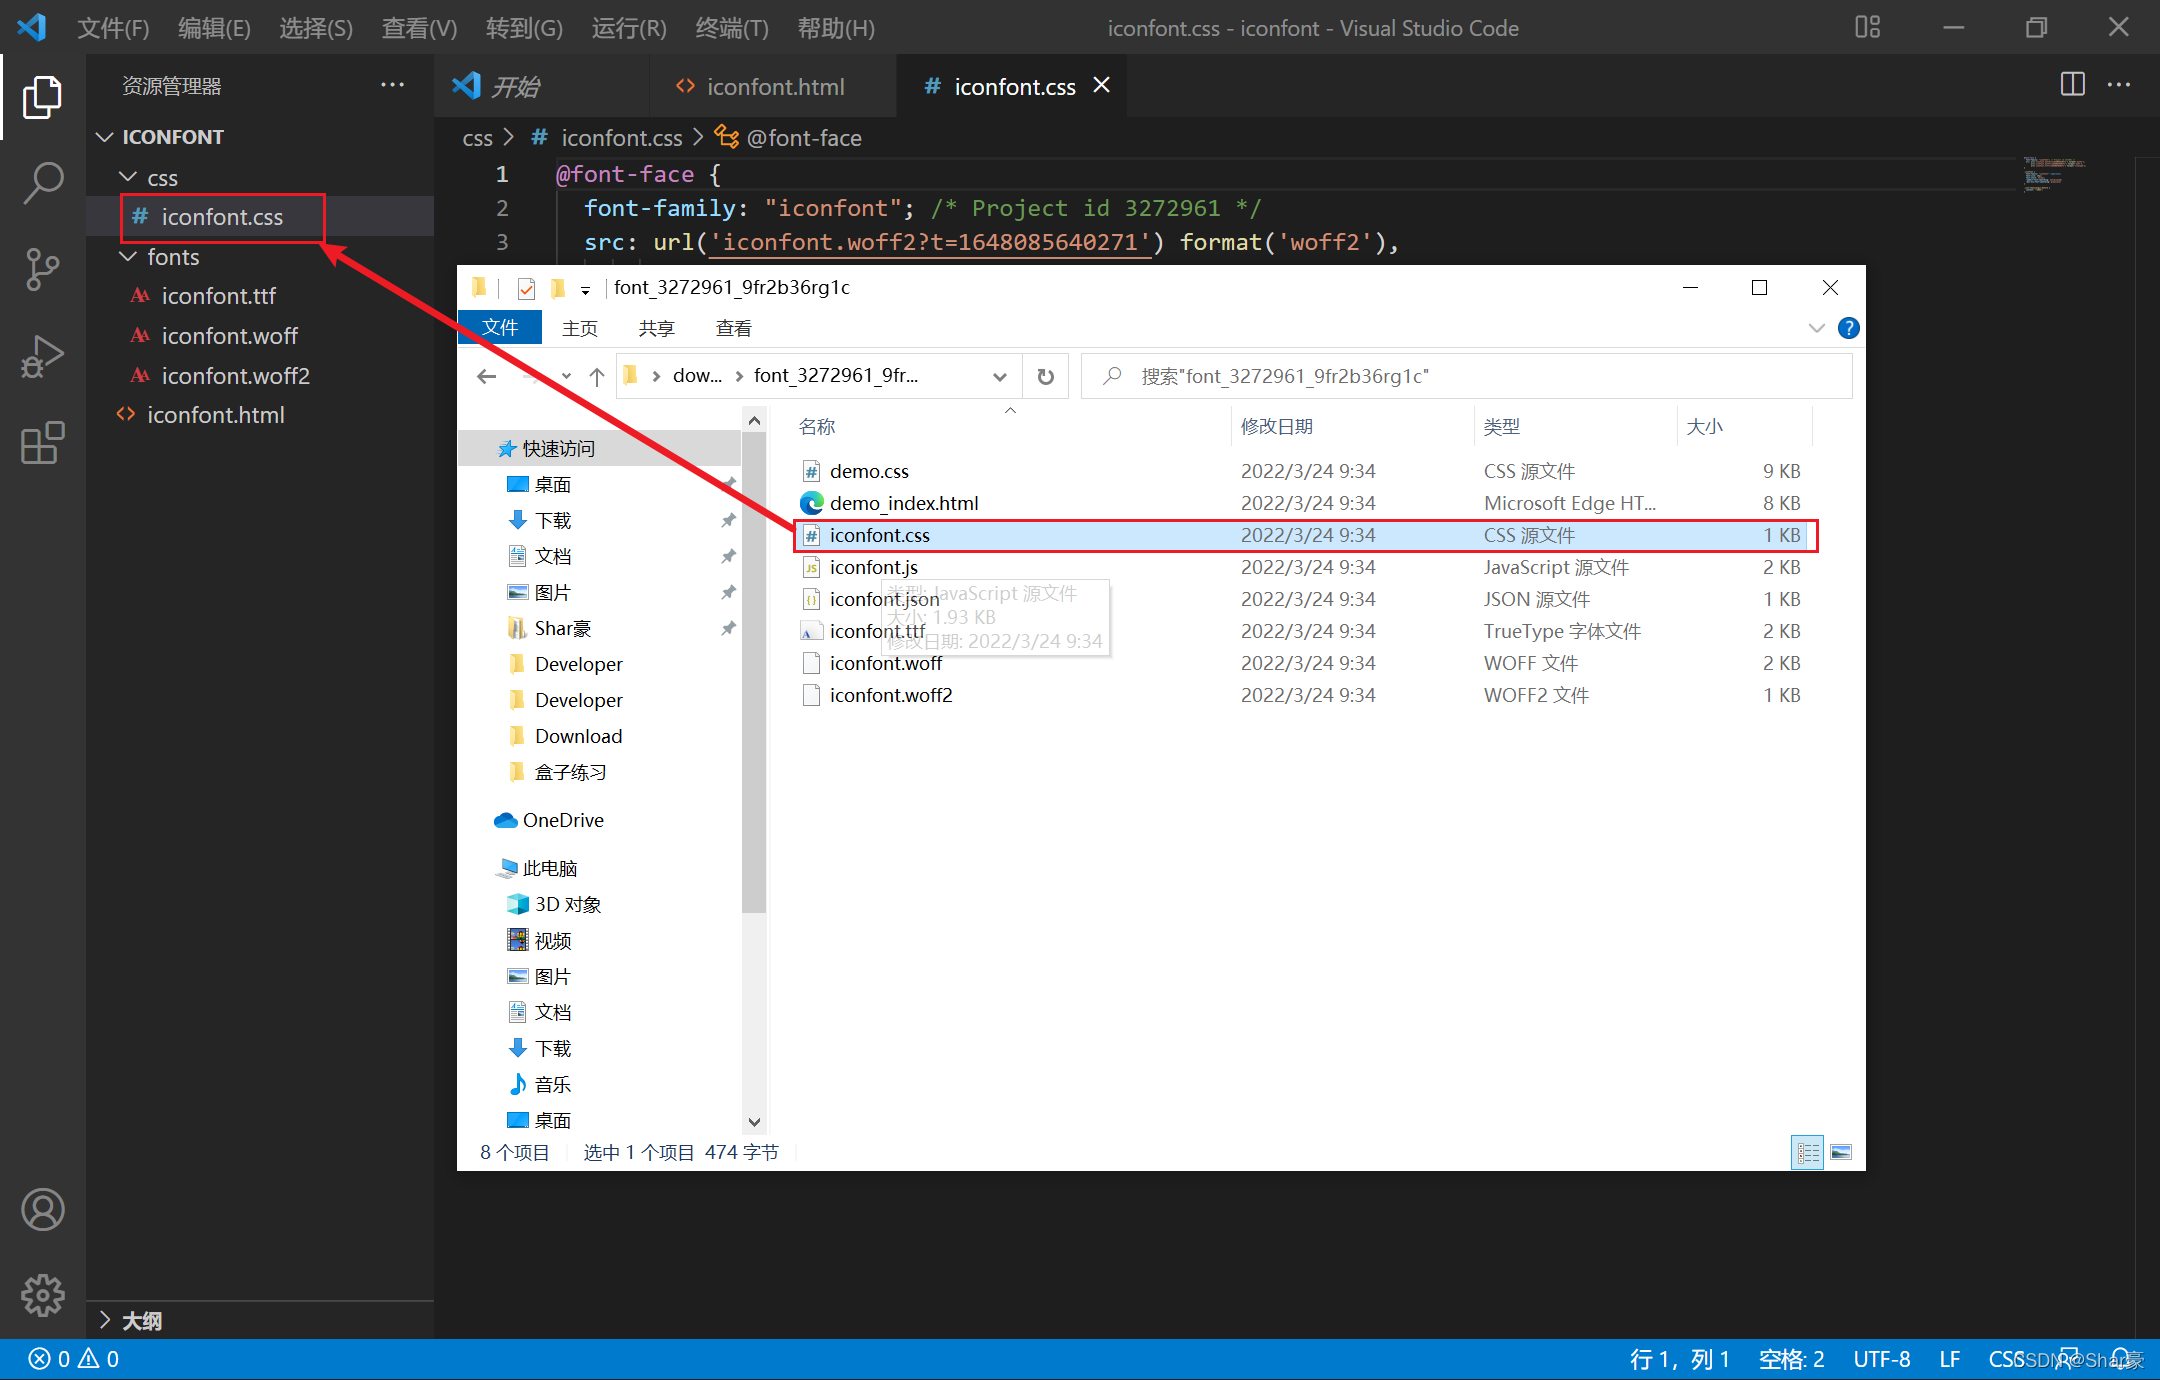 文件(F) 编辑(E) 选择(S) 查看(V) 转到(G) 运行(R) 终端(T) 帮助(H) iconfont.css - iconfont - Visual Studio Code
资源管理器 ···
开始 iconfont.html # iconfont.css
ICONFONT
css
# iconfont.css
fonts
iconfont.ttf
iconfont.woff
iconfont.woff2
iconfont.html
大纲
css > # iconfont.css > @font-face
1 @font-face {
2 font-family: "iconfont"; /* Project id 3272961 */
3 src: url('iconfont.woff2?t=1648085640271') format('woff2'),
font_3272961_9fr2b36rg1c
文件 主页 共享 查看
dow... > font_3272961_9fr... 搜索"font_3272961_9fr2b36rg1c"
快速访问
桌面
下载
文档
图片
Shar豪
Developer
Developer
Download
盒子练习
OneDrive
此电脑
3D 对象
视频
图片
文档
下载
音乐
桌面
名称 修改日期 类型 大小
demo.css 2022/3/24 9:34 CSS 源文件 9 KB
demo_index.html 2022/3/24 9:34 Microsoft Edge HT... 8 KB
iconfont.css 2022/3/24 9:34 CSS 源文件 1 KB
iconfont.js 2022/3/24 9:34 JavaScript 源文件 2 KB
iconfont.json 2022/3/24 9:34 JSON 源文件 1 KB
iconfont.ttf 2022/3/24 9:34 TrueType 字体文件 2 KB
iconfont.woff 2022/3/24 9:34 WOFF 文件 2 KB
iconfont.woff2 2022/3/24 9:34 WOFF2 文件 1 KB
类型: JavaScript 源文件
大小: 1.93 KB
修改日期: 2022/3/24 9:34
8 个项目 选中 1 个项目 474 字节
0 0 行 1，列 1 空格: 2 UTF-8 LF CSS
CSDN @Shar豪